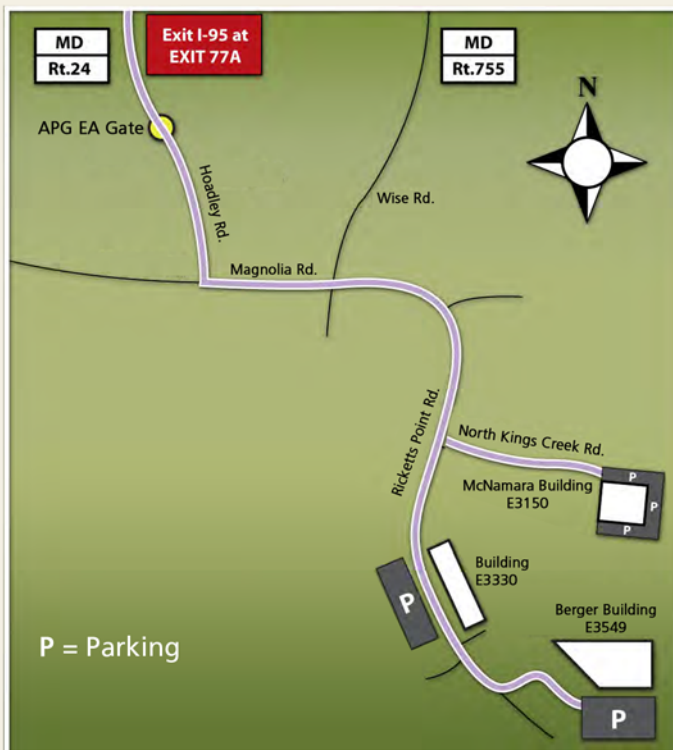 MD
Rt.24
Exit I-95 at
EXIT 77A
MD
Rt.755
N
APG EA Gate
Hoadley Rd.
Wise Rd.
Magnolia Rd.
Ricketts Point Rd.
North Kings Creek Rd.
McNamara Building
E3150
P
P
P
Building
E3330
P
Berger Building
E3549
P = Parking
P